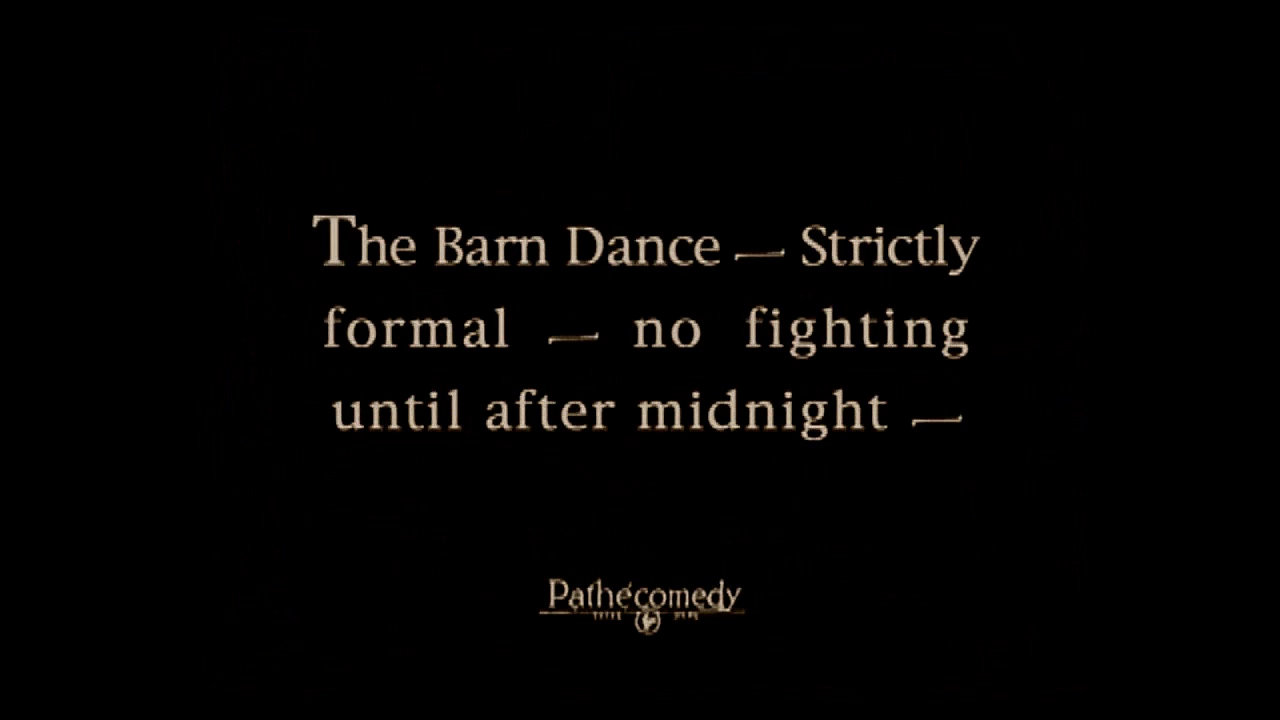 The Barn Dance — Strictly
formal — no fighting
until after midnight —
Pathécomedy